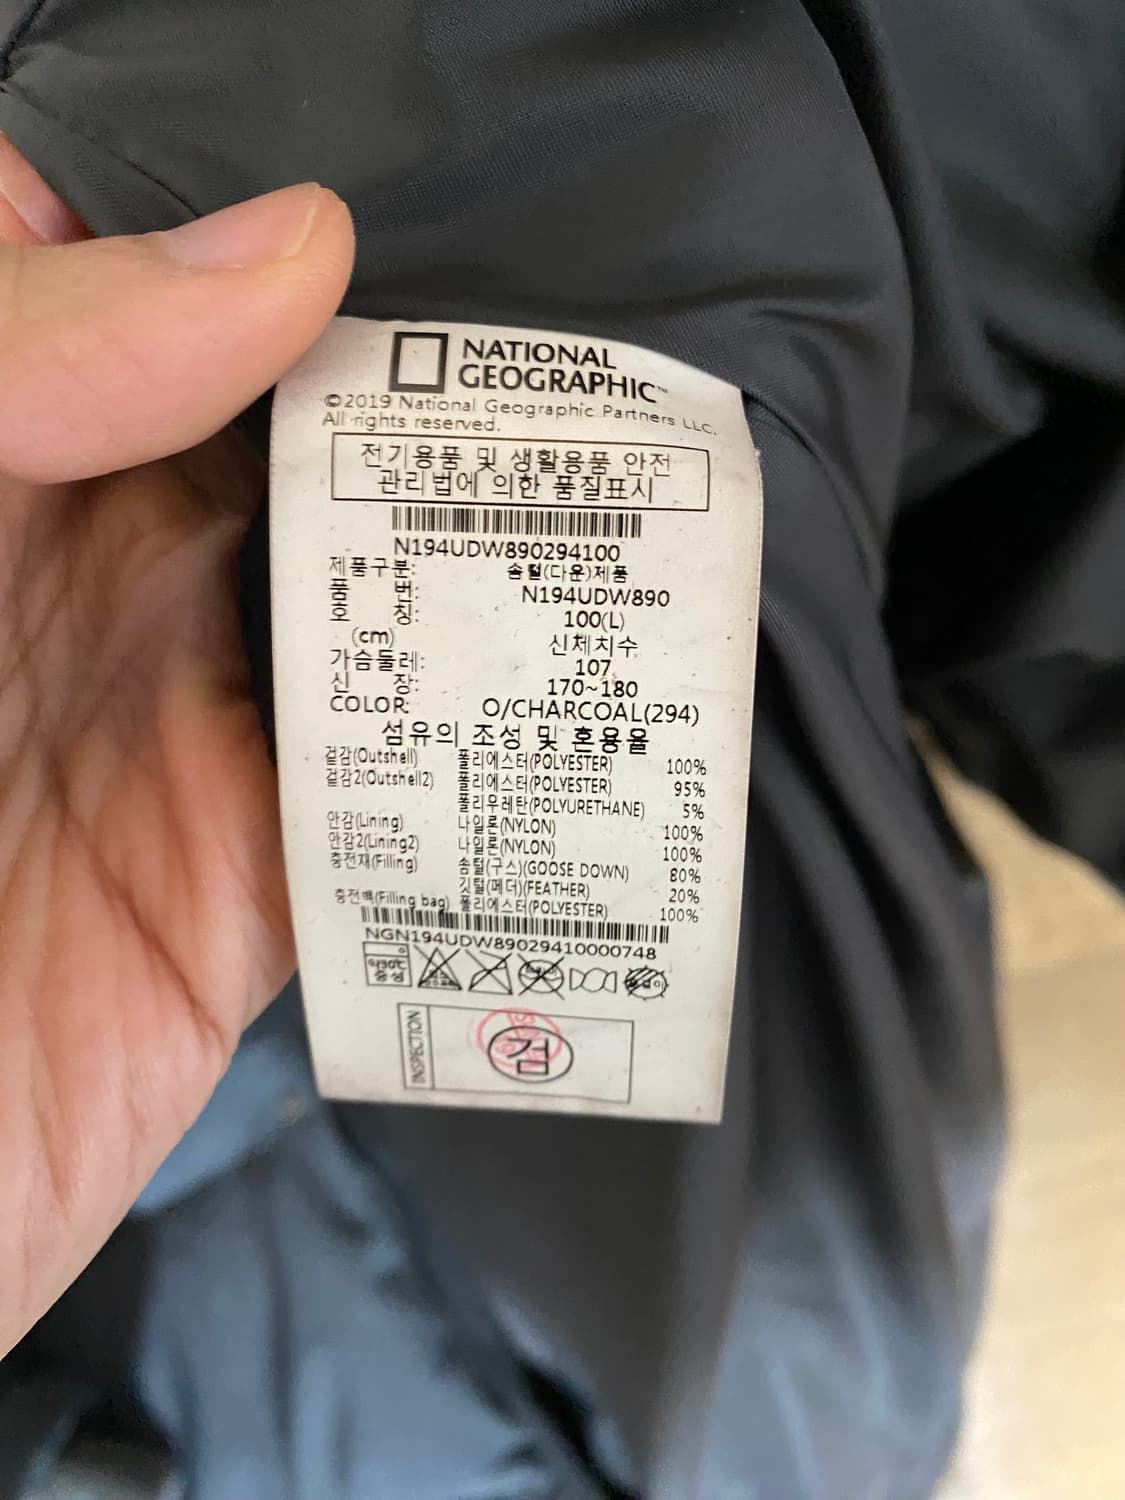 NATIONAL
GEOGRAPHIC™
©2019 National Geographic Partners LLC.
All rights reserved.
전기용품 및 생활용품 안전
관리법에 의한 품질표시
N194UDW890294100
제품구분: 솜털(다운)제품
품 번: N194UDW890
호 칭: 100(L)
(cm) 신체치수
가슴둘레: 107
신 장: 170~180
COLOR: O/CHARCOAL(294)
섬유의 조성 및 혼용율
겉감(Outshell) 폴리에스터(POLYESTER) 100%
겉감2(Outshell2) 폴리에스터(POLYESTER) 95%
폴리우레탄(POLYURETHANE) 5%
안감(Lining) 나일론(NYLON) 100%
안감2(Lining2) 나일론(NYLON) 100%
충전재(Filling) 솜털(구스)(GOOSE DOWN) 80%
깃털(페더)(FEATHER) 20%
충전백(Filling bag) 폴리에스터(POLYESTER) 100%
NGN194UDW89029410000748
약30℃
중성
INSPECTION
검